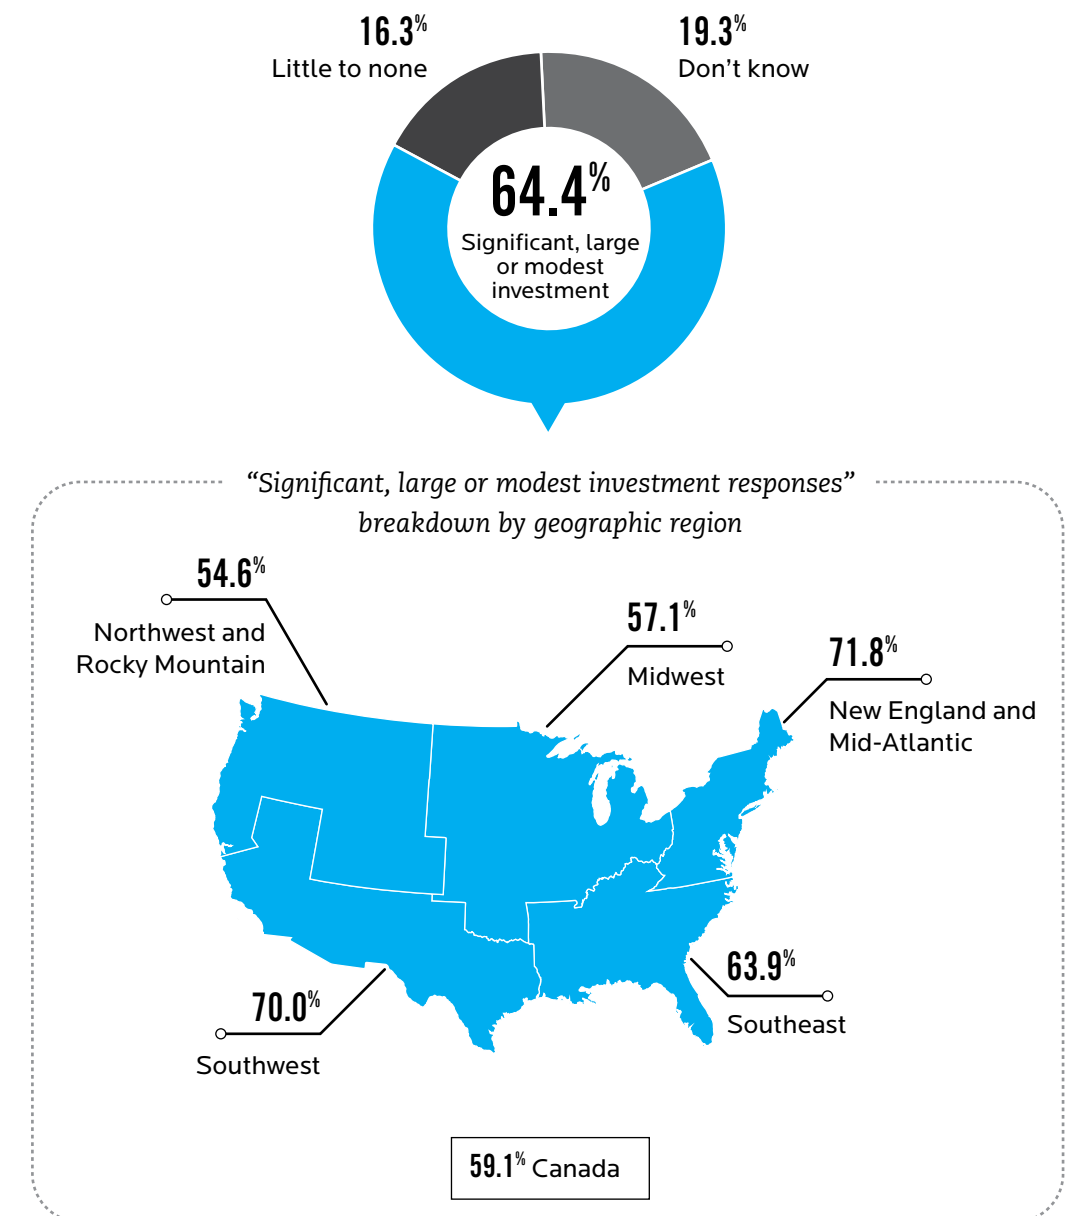 16.3%
Little to none
19.3%
Don’t know
64.4%
Significant, large
or modest
investment
“Significant, large or modest investment responses”
breakdown by geographic region
54.6%
Northwest and
Rocky Mountain
57.1%
Midwest
71.8%
New England and
Mid-Atlantic
70.0%
Southwest
63.9%
Southeast
59.1% Canada